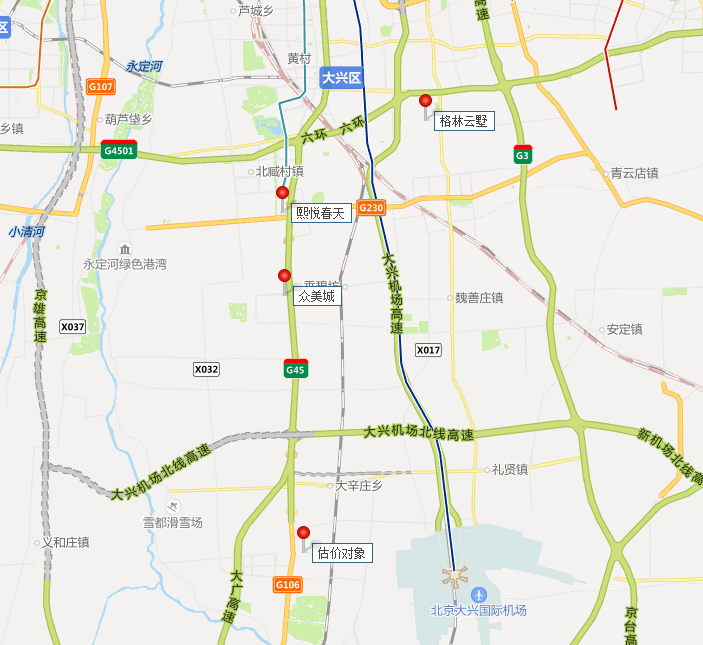 芦城乡
区
永定河
黄村
大兴区
G107
高速
格林云墅
葫芦垡乡
乡镇
六环
六环
G4501
G3
北臧村镇
青云店镇
熙悦春天
G230
小清河
永定河绿色港湾
大兴机场高速
众美城
魏善庄镇
京雄高速
X037
安定镇
X017
X032
G45
大兴机场北线高速
新机场北线高
大兴机场北线高速
礼贤镇
大辛庄乡
雪都滑雪场
义和庄镇
估价对象
G106
大广高速
北京大兴国际机场
京台高